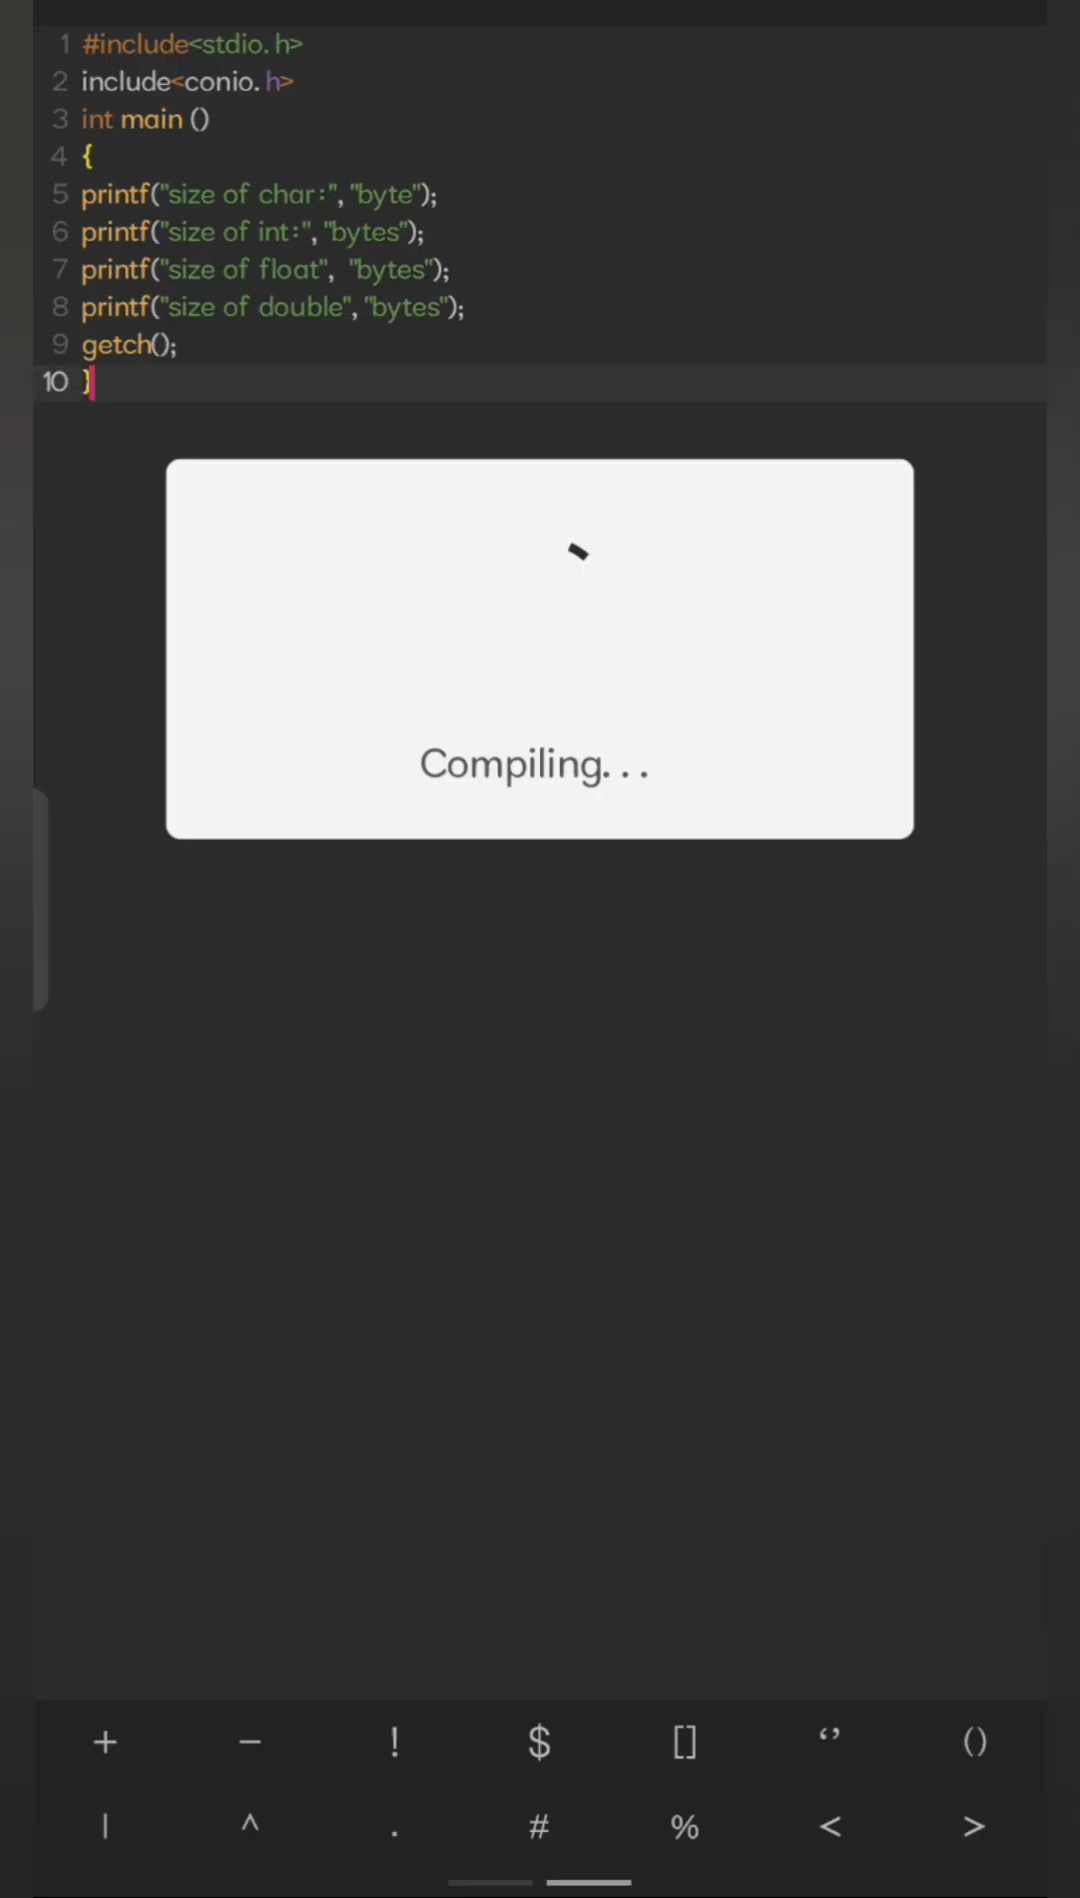 1 #include<stdio.h>
2 include<conio.h>
3 int main ()
4 {
5 printf("size of char:","byte");
6 printf("size of int:","bytes");
7 printf("size of float", "bytes");
8 printf("size of double","bytes");
9 getch();
10 }
Compiling...
+ − ! $ [] ‘’ ()
| ^ . # % < >